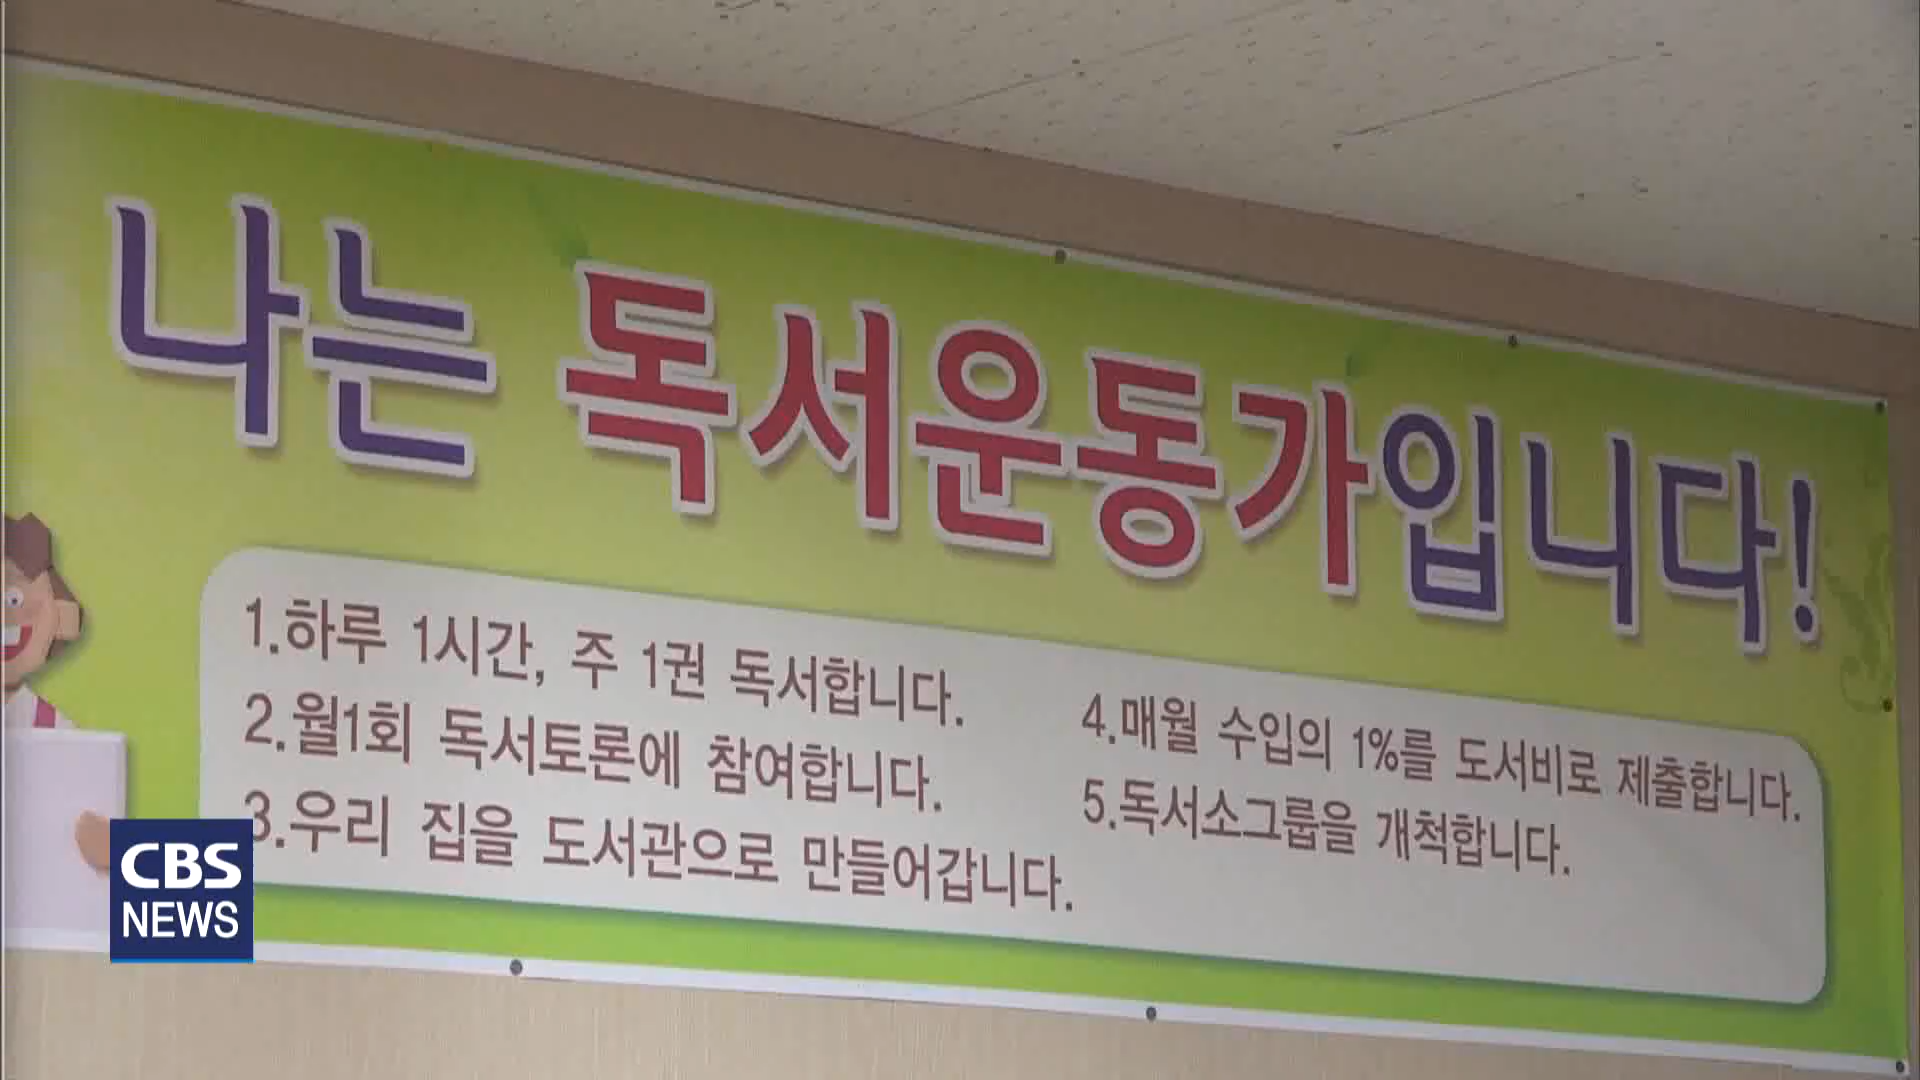 나는 독서운동가입니다!
1.하루 1시간, 주 1권 독서합니다.
2.월1회 독서토론에 참여합니다.
3.우리 집을 도서관으로 만들어갑니다.
4.매월 수입의 1%를 도서비로 제출합니다.
5.독서소그룹을 개척합니다.
CBS
NEWS